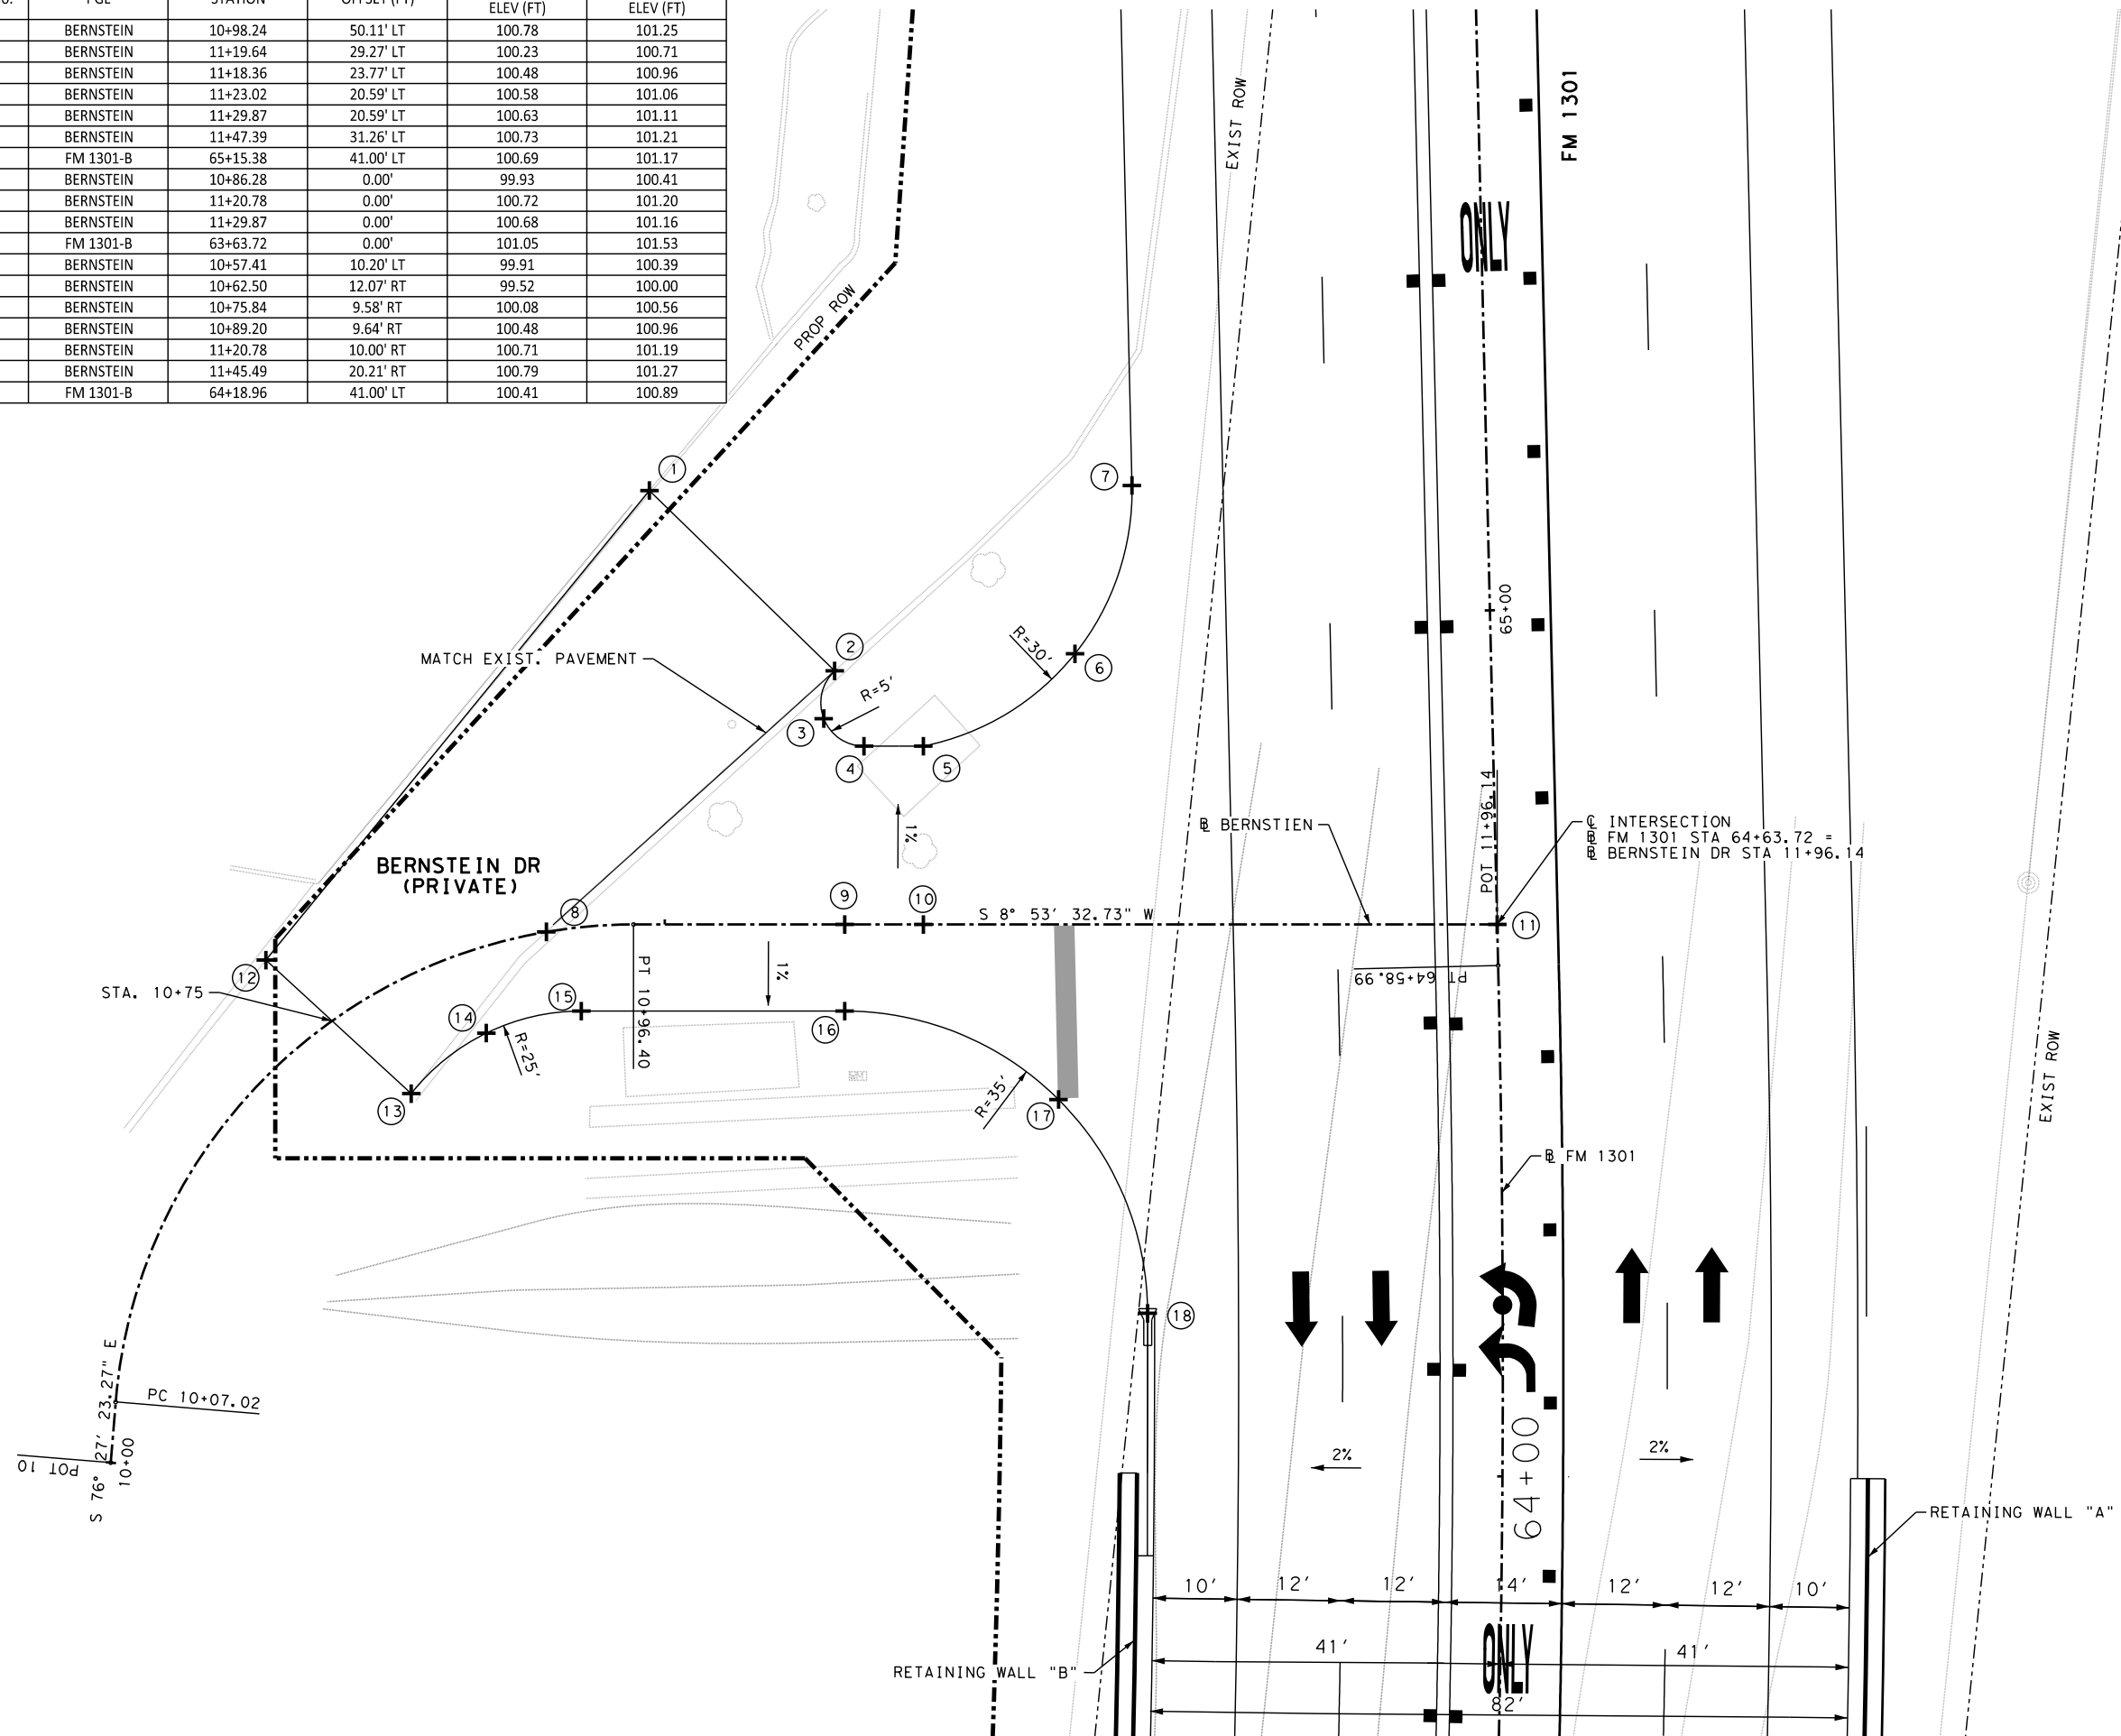 PGL STATION OFFSET (FT) ELEV (FT) ELEV (FT)
BERNSTEIN 10+98.24 50.11' LT 100.78 101.25
BERNSTEIN 11+19.64 29.27' LT 100.23 100.71
BERNSTEIN 11+18.36 23.77' LT 100.48 100.96
BERNSTEIN 11+23.02 20.59' LT 100.58 101.06
BERNSTEIN 11+29.87 20.59' LT 100.63 101.11
BERNSTEIN 11+47.39 31.26' LT 100.73 101.21
FM 1301-B 65+15.38 41.00' LT 100.69 101.17
BERNSTEIN 10+86.28 0.00' 99.93 100.41
BERNSTEIN 11+20.78 0.00' 100.72 101.20
BERNSTEIN 11+29.87 0.00' 100.68 101.16
FM 1301-B 63+63.72 0.00' 101.05 101.53
BERNSTEIN 10+57.41 10.20' LT 99.91 100.39
BERNSTEIN 10+62.50 12.07' RT 99.52 100.00
BERNSTEIN 10+75.84 9.58' RT 100.08 100.56
BERNSTEIN 10+89.20 9.64' RT 100.48 100.96
BERNSTEIN 11+20.78 10.00' RT 100.71 101.19
BERNSTEIN 11+45.49 20.21' RT 100.79 101.27
FM 1301-B 64+18.96 41.00' LT 100.41 100.89
EXIST ROW
FM 1301
ONLY
PROP ROW
1
7
65+00
R=30'
2
6
MATCH EXIST. PAVEMENT
R=5'
3
4
5
1%
POT 11+96.14
BERNSTIEN
INTERSECTION
FM 1301 STA 64+63.72 =
BERNSTEIN DR STA 11+96.14
BERNSTEIN DR
(PRIVATE)
8
9
10
S 8° 53' 32.73" W
11
12
PT 10+96.40
1%
PT 64+58.99
STA. 10+75
14
15
16
R=25'
13
R=35'
17
EXIST ROW
FM 1301
18
S 76° 27' 23.27" E
PC 10+07.02
10+00
POT 10
64+00
2%
2%
RETAINING WALL "A"
10' 12' 12' 14' 12' 12' 10'
41' 41'
ONLY
RETAINING WALL "B"
82'